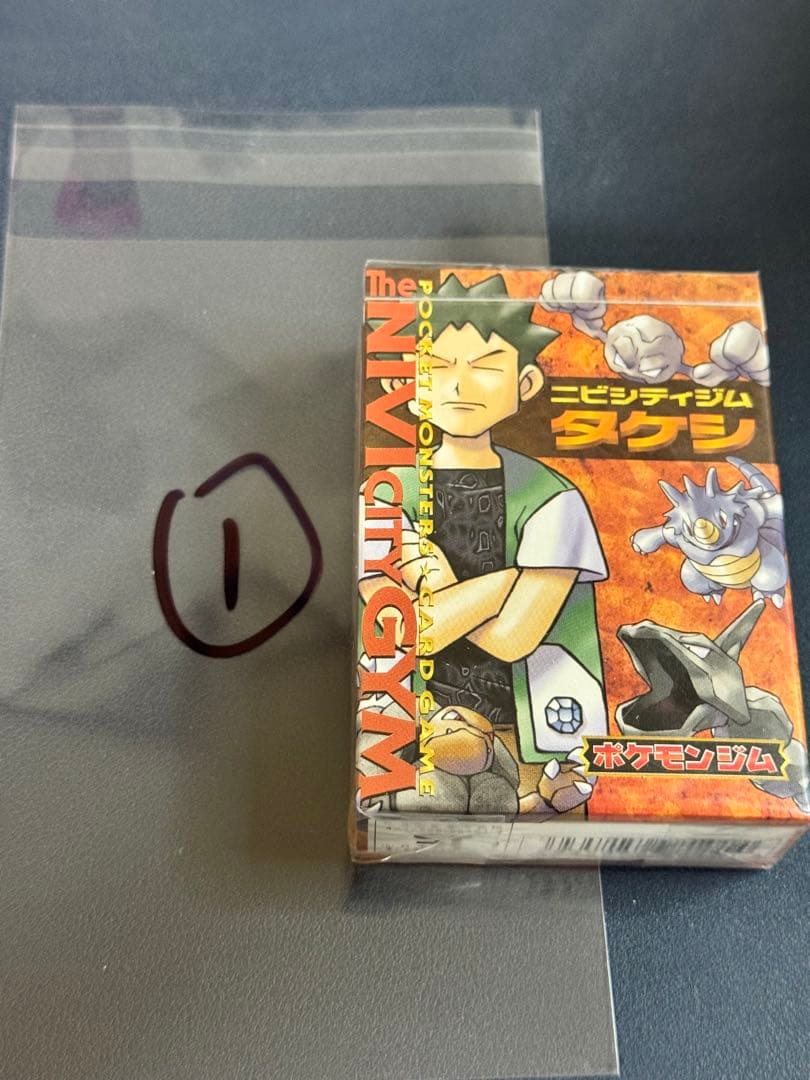 1
The NIVI CITY GYM
POCKET MONSTERS CARD GAME
ニビシティジム
タケシ
ポケモンジム